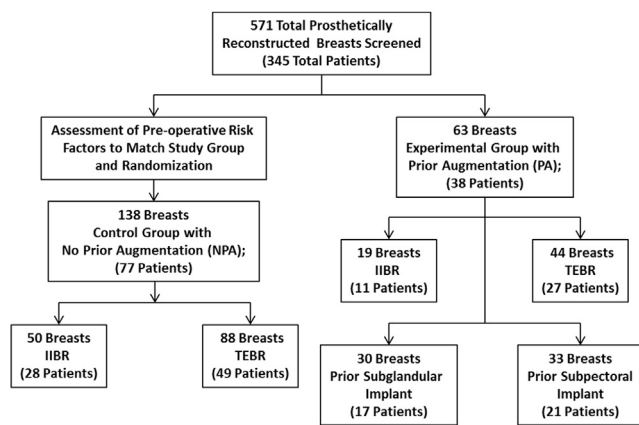 571 Total Prosthetically
Reconstructed Breasts Screened
(345 Total Patients)
Assessment of Pre-operative Risk
Factors to Match Study Group
and Randomization
63 Breasts
Experimental Group with
Prior Augmentation (PA);
(38 Patients)
138 Breasts
Control Group with
No Prior Augmentation (NPA);
(77 Patients)
19 Breasts
IIBR
(11 Patients)
44 Breasts
TEBR
(27 Patients)
50 Breasts
IIBR
(28 Patients)
88 Breasts
TEBR
(49 Patients)
30 Breasts
Prior Subglandular
Implant
(17 Patients)
33 Breasts
Prior Subpectoral
Implant
(21 Patients)